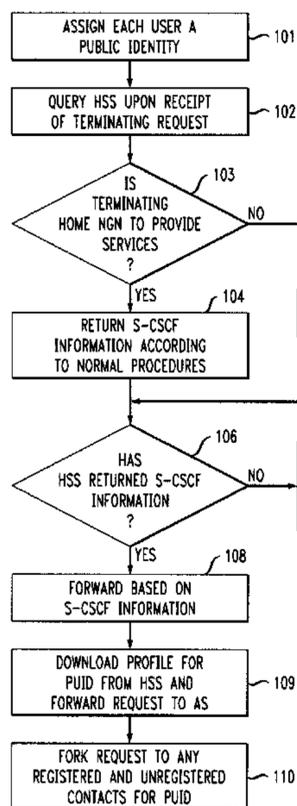 ASSIGN EACH USER A
PUBLIC IDENTITY
101
QUERY HSS UPON RECEIPT
OF TERMINATING REQUEST
102
103
IS
TERMINATING
HOME NGN TO PROVIDE
SERVICES
?
NO
YES
104
RETURN S-CSCF
INFORMATION ACCORDING
TO NORMAL PROCEDURES
106
HAS
HSS RETURNED S-CSCF
INFORMATION
?
NO
YES
108
FORWARD BASED ON
S-CSCF INFORMATION
DOWNLOAD PROFILE FOR
PUID FROM HSS AND
FORWARD REQUEST TO AS
109
FORK REQUEST TO ANY
REGISTERED AND UNREGISTERED
CONTACTS FOR PUID
110